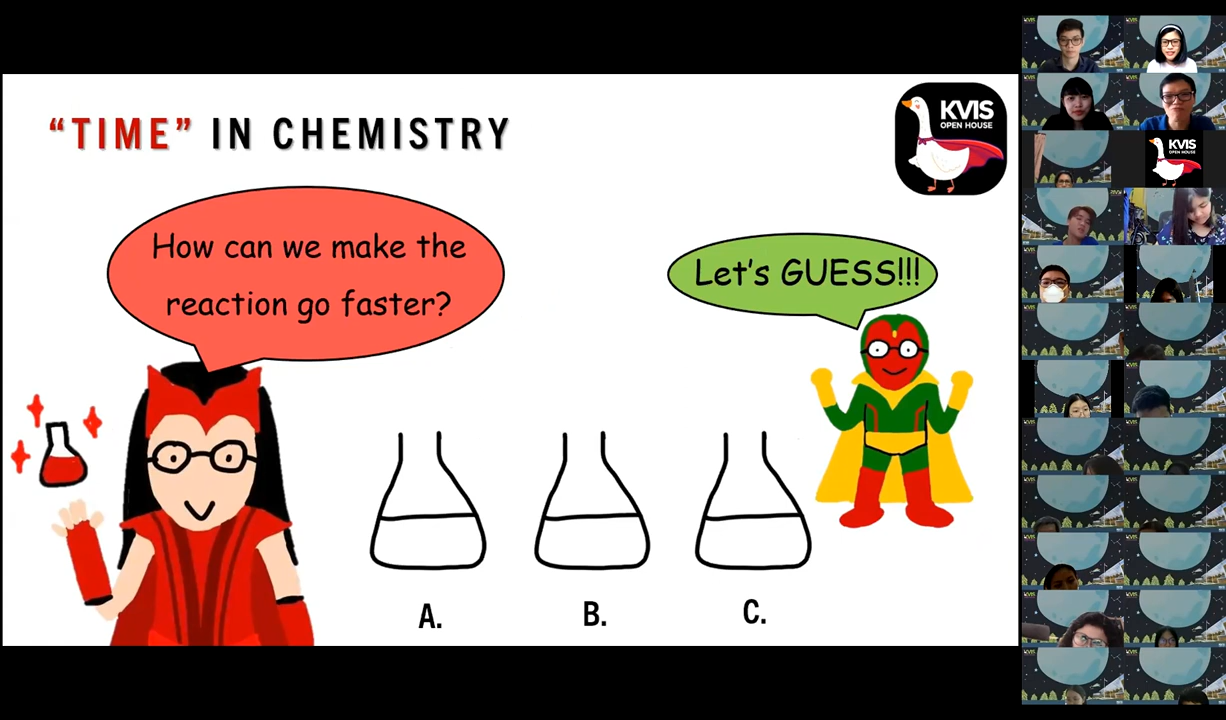 “TIME” IN CHEMISTRY
KVIS
OPEN HOUSE
How can we make the
reaction go faster?
Let's GUESS!!!
A.
B.
C.
KVIS
OPEN HOUSE